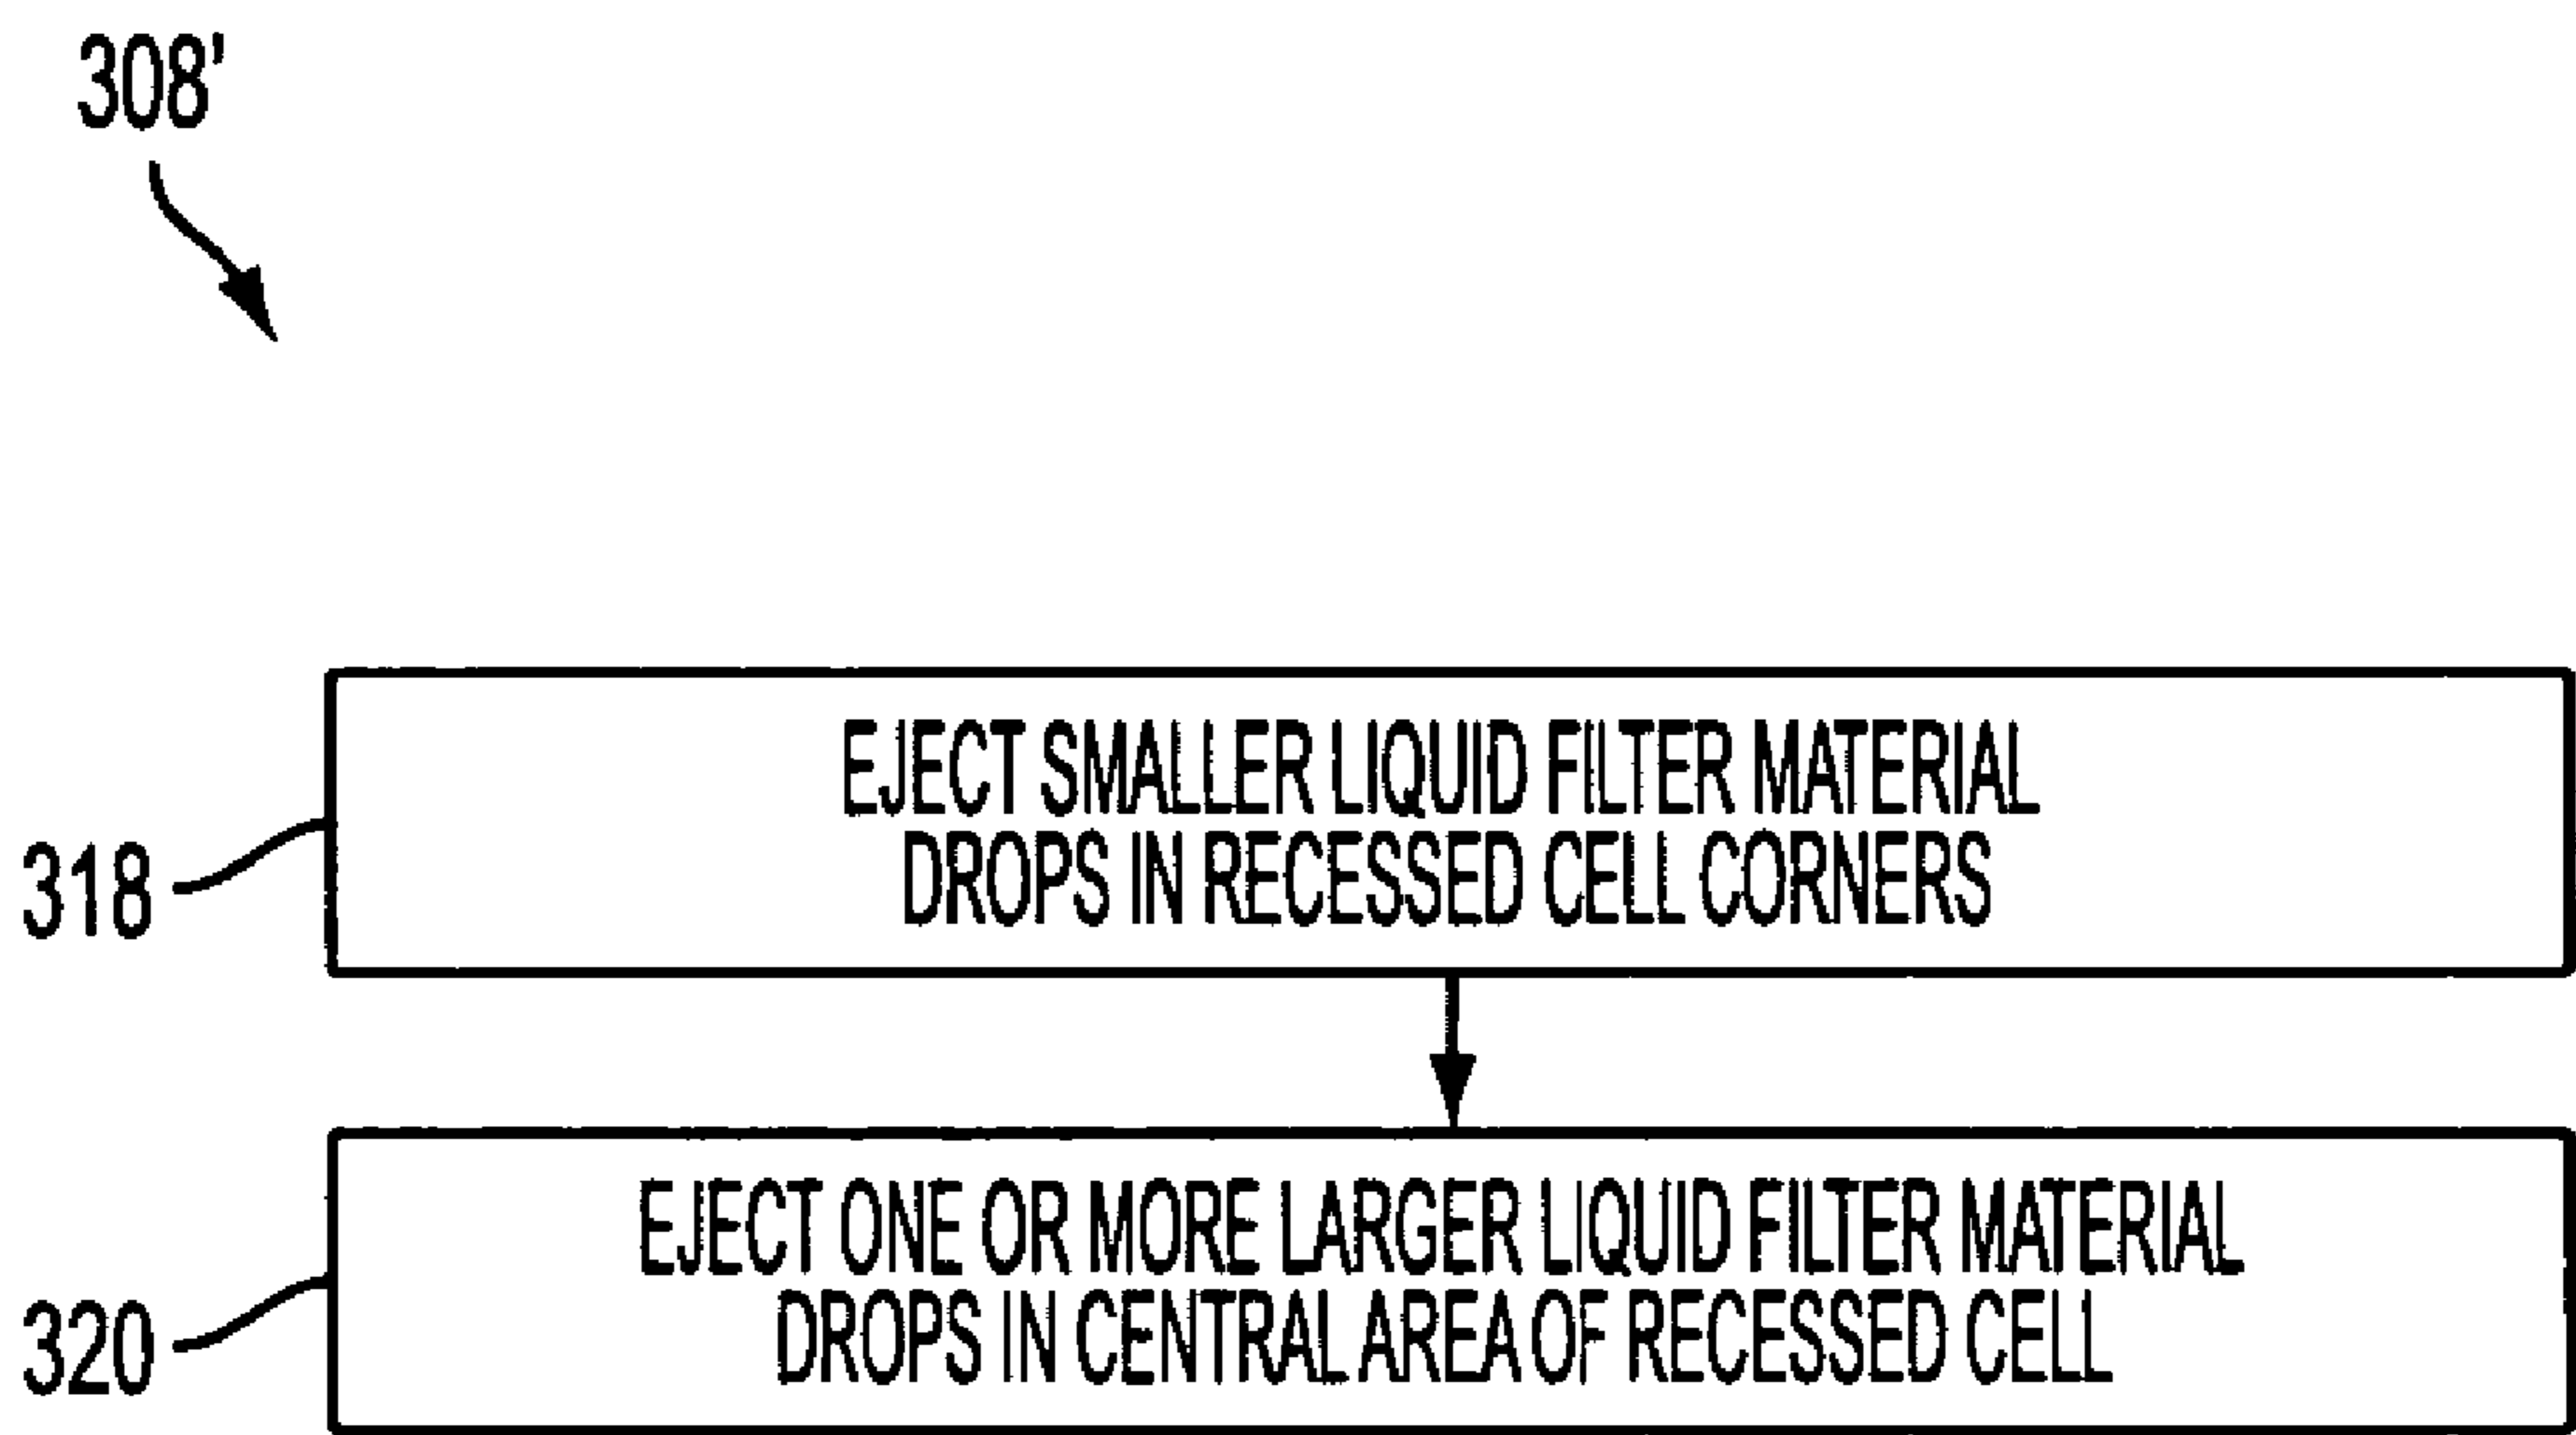 308'
318
EJECT SMALLER LIQUID FILTER MATERIAL
DROPS IN RECESSED CELL CORNERS
320
EJECT ONE OR MORE LARGER LIQUID FILTER MATERIAL
DROPS IN CENTRAL AREA OF RECESSED CELL